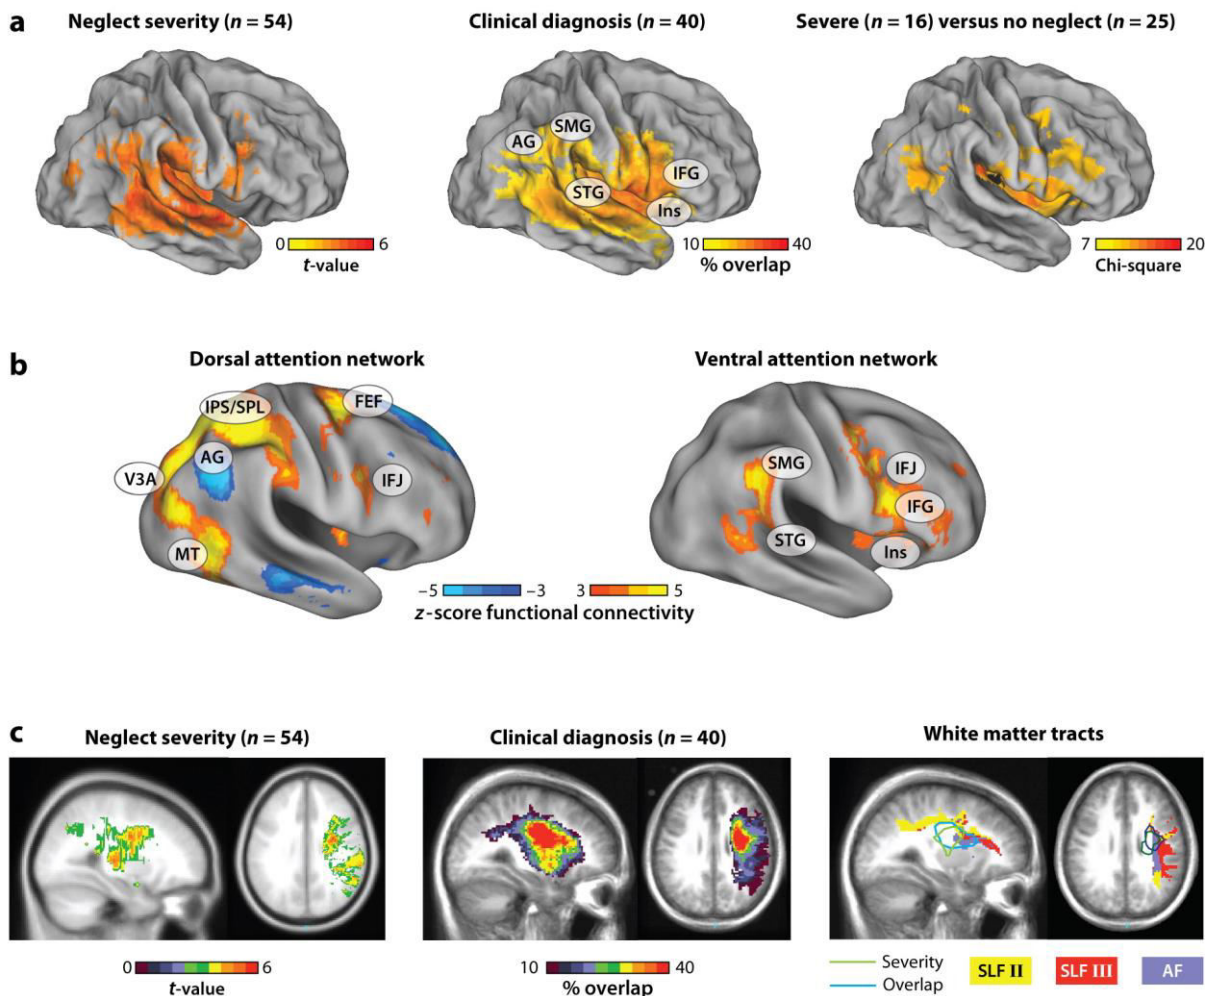 a
Neglect severity (n = 54)
Clinical diagnosis (n = 40)
Severe (n = 16) versus no neglect (n = 25)
AG
SMG
STG
IFG
Ins
0 6
t-value
10 40
% overlap
7 20
Chi-square
b
Dorsal attention network
Ventral attention network
IPS/SPL
FEF
AG
V3A
IFJ
MT
SMG
IFJ
IFG
STG
Ins
−5 −3
3 5
z-score functional connectivity
c
Neglect severity (n = 54)
Clinical diagnosis (n = 40)
White matter tracts
0 6
t-value
10 40
% overlap
Severity
Overlap
SLF II
SLF III
AF